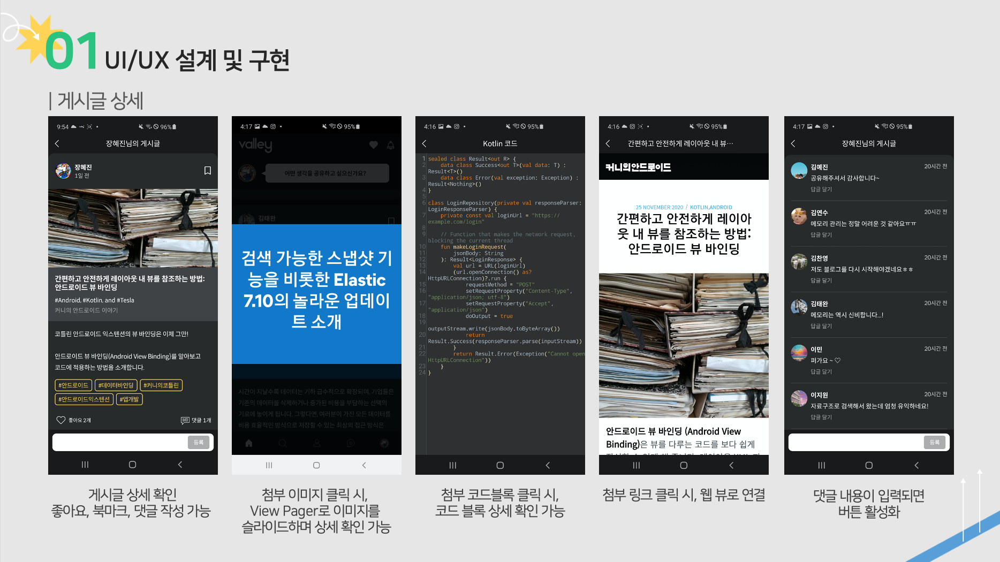 01 UI/UX 설계 및 구현
| 게시글 상세
9:54
96%
장혜진님의 게시글
장혜진
1일 전
간편하고 안전하게 레이아웃 내 뷰를 참조하는 방법:
안드로이드 뷰 바인딩
#Android, #Kotlin, and #Tesla
커니의 안드로이드 이야기
코틀린 안드로이드 익스텐션의 뷰 바인딩은 이제 그만!
안드로이드 뷰 바인딩(Android View Binding)를 알아보고
코드에 적용하는 방법을 소개합니다.
#안드로이드 #데이터바인딩 #커니의코틀린
#안드로이드익스텐션 #앱개발
좋아요 2개
댓글 1개
등록
게시글 상세 확인
좋아요, 북마크, 댓글 작성 가능
4:17
95%
valley
어떤 생각을 공유하고 싶으신가요?
김태완
검색 가능한 스냅샷 기
능을 비롯한 Elastic
7.10의 놀라운 업데이
트 소개
시간이 지날수록 데이터는 기하 급수적으로 확장되며, 기업들은
기존의 데이터를 삭제하거나 증가된 비용을 부담하는 선택의
기로에 놓이게 됩니다. 그렇다면, 여러분이 가진 모든 데이터를
비용 효율적인 방식으로 저장할 수 있는 최상의 접근 방식은
첨부 이미지 클릭 시,
View Pager로 이미지를
슬라이드하며 상세 확인 가능
4:16
95%
Kotlin 코드
1 sealed class Result<out R> {
2 data class Success<out T>(val data: T) :
Result<T>()
3 data class Error(val exception: Exception) :
Result<Nothing>()
4 }
5
6 class LoginRepository(private val responseParser:
LoginResponseParser) {
7 private const val loginUrl = "https://
example.com/login"
8
9 // Function that makes the network request,
blocking the current thread
10 fun makeLoginRequest(
11 jsonBody: String
12 ): Result<LoginResponse> {
13 val url = URL(loginUrl)
14 (url.openConnection() as?
HttpURLConnection)?.run {
15 requestMethod = "POST"
16 setRequestProperty("Content-Type",
"application/json; utf-8")
17 setRequestProperty("Accept",
"application/json")
18 doOutput = true
19
outputStream.write(jsonBody.toByteArray())
20 return
Result.Success(responseParser.parse(inputStream))
21 }
22 return Result.Error(Exception("Cannot open
HttpURLConnection"))
23 }
24 }
첨부 코드블록 클릭 시,
코드 블록 상세 확인 가능
4:16
95%
간편하고 안전하게 레이아웃 내 뷰…
커니의안드로이드
25 NOVEMBER 2020 / KOTLIN,ANDROID
간편하고 안전하게 레이아
웃 내 뷰를 참조하는 방법:
안드로이드 뷰 바인딩
안드로이드 뷰 바인딩 (Android View
Binding)은 뷰를 다루는 코드를 보다 쉽게
첨부 링크 클릭 시, 웹 뷰로 연결
4:17
95%
장혜진님의 게시글
김예진 20시간 전
공유해주셔서 감사합니다~
답글 달기
김연수 20시간 전
메모리 관리는 정말 어려운 것 같아요ㅠㅠ
답글 달기
김찬영 20시간 전
저도 블로그를 다시 시작해야겠네요ㅎㅎ
답글 달기
김태완 20시간 전
메모리는 역시 신비합니다...!
답글 달기
이민 20시간 전
퍼가요 ~ ♡
답글 달기
이지원 20시간 전
자료구조로 검색해서 왔는데 엄청 유익하네요!
답글 달기
등록
댓글 내용이 입력되면
버튼 활성화